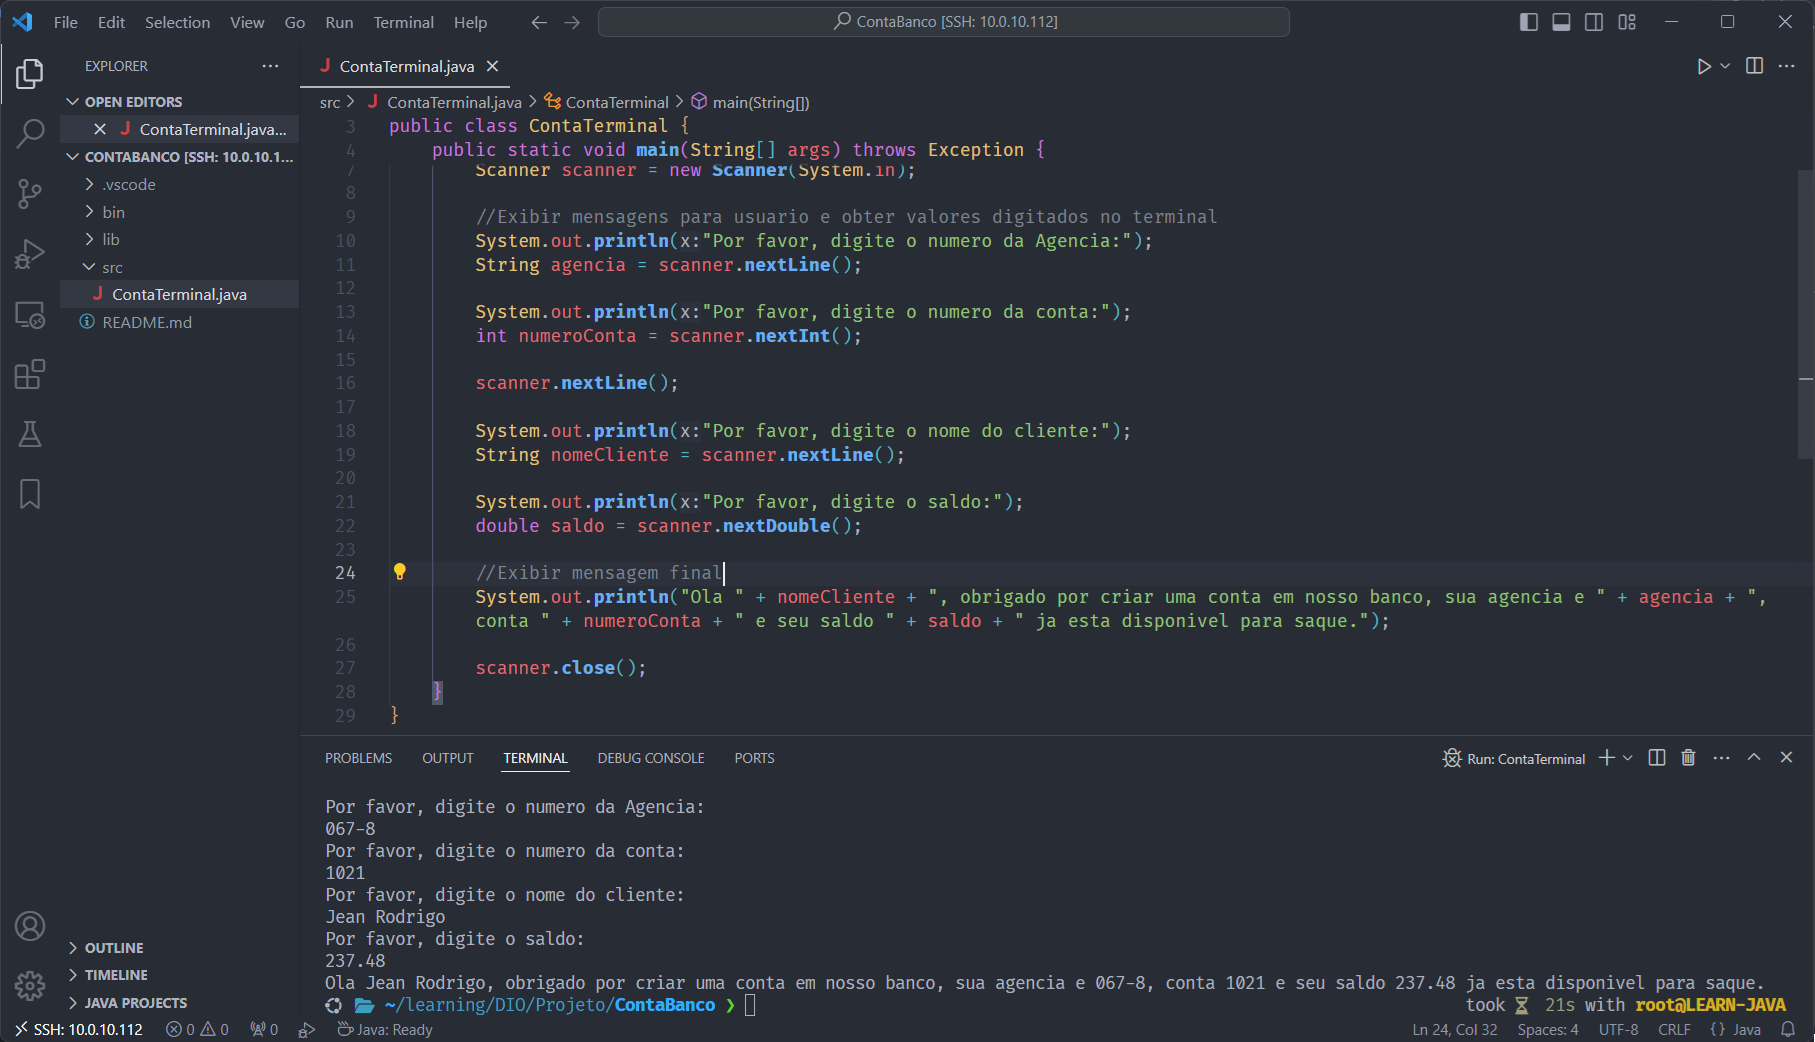 File Edit Selection View Go Run Terminal Help
ContaBanco [SSH: 10.0.10.112]
EXPLORER
OPEN EDITORS
ContaTerminal.java...
CONTABANCO [SSH: 10.0.10.1...
.vscode
bin
lib
src
ContaTerminal.java
README.md
OUTLINE
TIMELINE
JAVA PROJECTS
J ContaTerminal.java
src > J ContaTerminal.java > ContaTerminal > main(String[])
3 public class ContaTerminal {
4 public static void main(String[] args) throws Exception {
7 Scanner scanner = new Scanner(System.in);
8
9 //Exibir mensagens para usuario e obter valores digitados no terminal
10 System.out.println(x:"Por favor, digite o numero da Agencia:");
11 String agencia = scanner.nextLine();
12
13 System.out.println(x:"Por favor, digite o numero da conta:");
14 int numeroConta = scanner.nextInt();
15
16 scanner.nextLine();
17
18 System.out.println(x:"Por favor, digite o nome do cliente:");
19 String nomeCliente = scanner.nextLine();
20
21 System.out.println(x:"Por favor, digite o saldo:");
22 double saldo = scanner.nextDouble();
23
24 //Exibir mensagem final
25 System.out.println("Ola " + nomeCliente + ", obrigado por criar uma conta em nosso banco, sua agencia e " + agencia + ",
conta " + numeroConta + " e seu saldo " + saldo + " ja esta disponivel para saque.");
26
27 scanner.close();
28 }
29 }
PROBLEMS OUTPUT TERMINAL DEBUG CONSOLE PORTS
Run: ContaTerminal
Por favor, digite o numero da Agencia:
067-8
Por favor, digite o numero da conta:
1021
Por favor, digite o nome do cliente:
Jean Rodrigo
Por favor, digite o saldo:
237.48
Ola Jean Rodrigo, obrigado por criar uma conta em nosso banco, sua agencia e 067-8, conta 1021 e seu saldo 237.48 ja esta disponivel para saque.
~/learning/DIO/Projeto/ContaBanco ❯ took 21s with root@LEARN-JAVA
SSH: 10.0.10.112 0 0 0 Java: Ready Ln 24, Col 32 Spaces: 4 UTF-8 CRLF {} Java